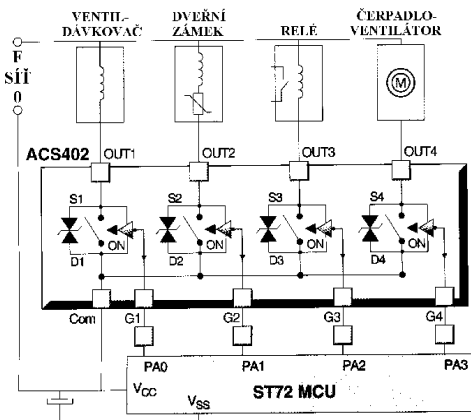 VENTIL-
DÁVKOVAČ
DVEŘNÍ
ZÁMEK
RELÉ
ČERPADLO-
VENTILÁTOR
F
SÍŤ
0
M
ACS402
OUT1
OUT2
OUT3
OUT4
S1
S2
S3
S4
ON
ON
ON
ON
D1
D2
D3
D4
Com
G1
G2
G3
G4
PA0
PA1
PA2
PA3
VCC
VSS
ST72 MCU